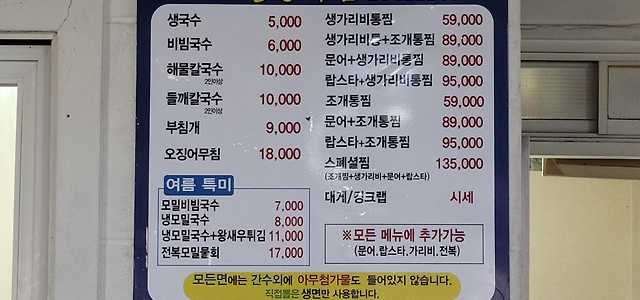 생국수 5,000
비빔국수 6,000
해물칼국수 10,000
2인이상
들깨칼국수 10,000
2인이상
부침개 9,000
오징어무침 18,000
여름 특미
모밀비빔국수 7,000
냉모밀국수 8,000
냉모밀국수+왕새우튀김 11,000
전복모밀물회 17,000
생가리비통찜 59,000
생가리비통+조개통찜 89,000
문어+생가리비통찜 89,000
랍스타+생가리비통찜 95,000
조개통찜 59,000
문어+조개통찜 89,000
랍스타+조개통찜 95,000
스페셜찜 135,000
(조개찜+생가리비+문어+랍스타)
대게/킹크랩 시세
※모든 메뉴에 추가가능
(문어,랍스타,가리비,전복)
모든면에는 간수외에 아무첨가물도 들어있지 않습니다.
직접뽑은 생면만 사용합니다.